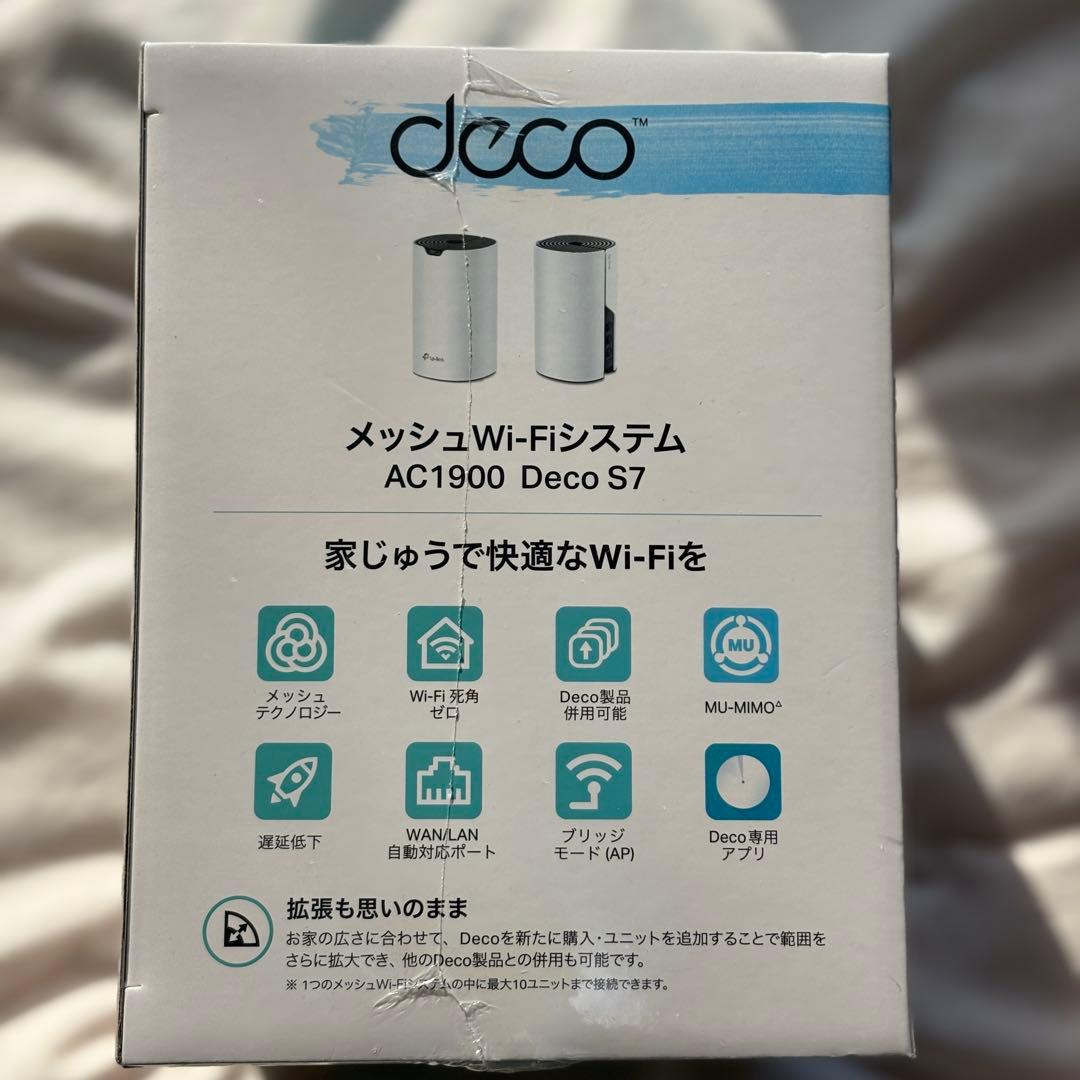 deco™
tp-link
メッシュWi-Fiシステム
AC1900 Deco S7
家じゅうで快適なWi-Fiを
メッシュ
テクノロジー
Wi-Fi 死角
ゼロ
Deco製品
併用可能
MU
MU-MIMO△
遅延低下
WAN/LAN
自動対応ポート
ブリッジ
モード (AP)
Deco専用
アプリ
拡張も思いのまま
お家の広さに合わせて、Decoを新たに購入・ユニットを追加することで範囲を
さらに拡大でき、他のDeco製品との併用も可能です。
※ 1つのメッシュWi-Fiシステムの中に最大10ユニットまで接続できます。